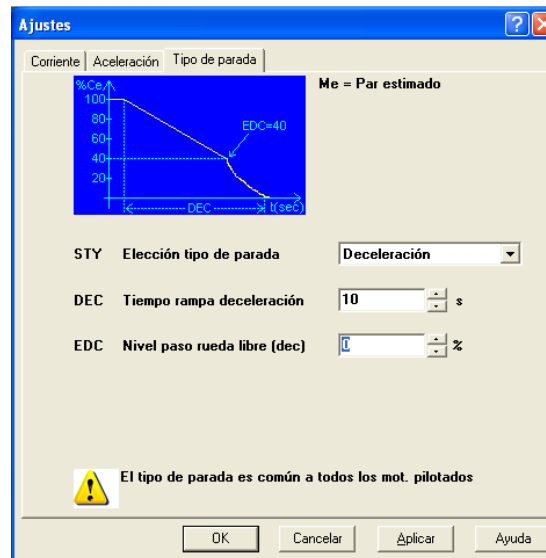 Ajustes
Corriente Aceleración Tipo de parada
%Ce
100
80
60
40
20
EDC=40
DEC
t(sec)
Me = Par estimado
STY Elección tipo de parada Deceleración
DEC Tiempo rampa deceleración 10 s
EDC Nivel paso rueda libre (dec) 0 %
El tipo de parada es común a todos los mot. pilotados
OK Cancelar Aplicar Ayuda